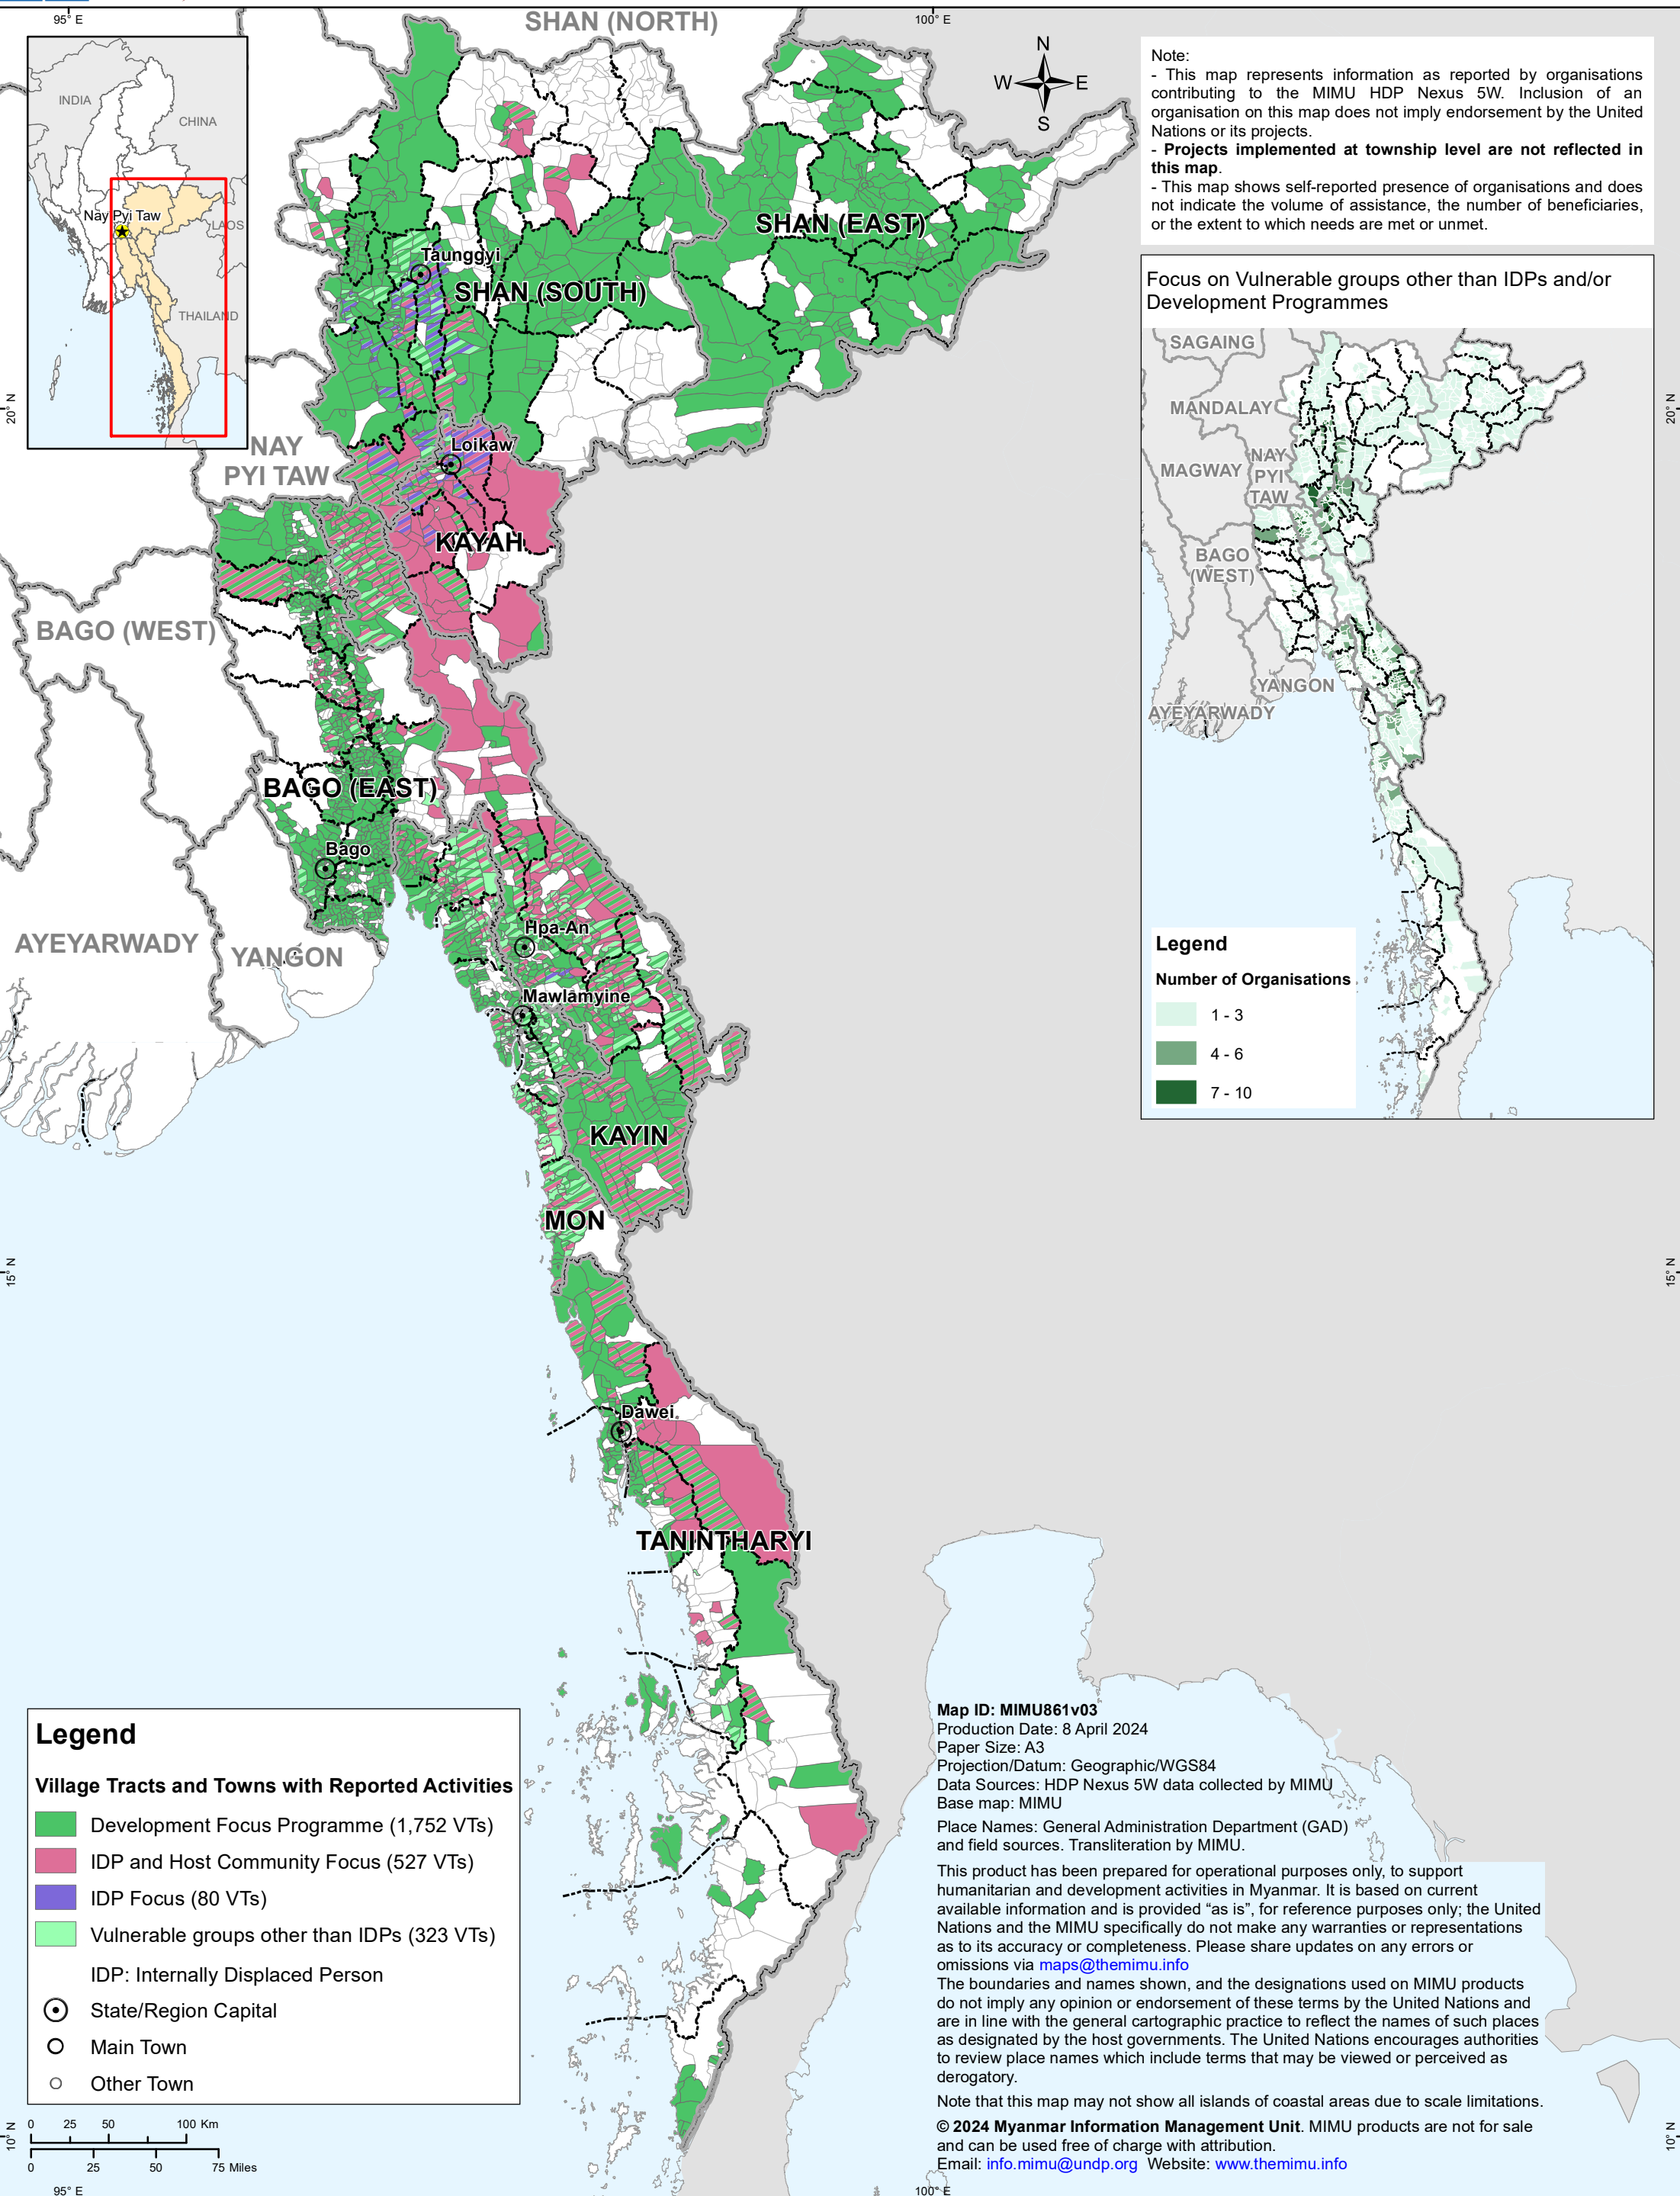 95° E
100° E
SHAN (NORTH)
INDIA
CHINA
Nay Pyi Taw
LAOS
THAILAND
N
W
E
S
Note:
- This map represents information as reported by organisations
contributing to the MIMU HDP Nexus 5W. Inclusion of an
organisation on this map does not imply endorsement by the United
Nations or its projects.
- Projects implemented at township level are not reflected in
this map.
- This map shows self-reported presence of organisations and does
not indicate the volume of assistance, the number of beneficiaries,
or the extent to which needs are met or unmet.
SHAN (EAST)
Taunggyi
SHAN (SOUTH)
Focus on Vulnerable groups other than IDPs and/or
Development Programmes
SAGAING
MANDALAY
MAGWAY
NAY
PYI
TAW
BAGO
(WEST)
YANGON
AYEYARWADY
Legend
Number of Organisations
1 - 3
4 - 6
7 - 10
20° N
20° N
NAY
PYI TAW
Loikaw
KAYAH
BAGO (WEST)
BAGO (EAST)
Bago
AYEYARWADY
YANGON
Hpa-An
Mawlamyine
KAYIN
MON
15° N
15° N
Dawei
TANINTHARYI
Legend
Village Tracts and Towns with Reported Activities
Development Focus Programme (1,752 VTs)
IDP and Host Community Focus (527 VTs)
IDP Focus (80 VTs)
Vulnerable groups other than IDPs (323 VTs)
IDP: Internally Displaced Person
State/Region Capital
Main Town
Other Town
0 25 50 100 Km
0 25 50 75 Miles
Map ID: MIMU861v03
Production Date: 8 April 2024
Paper Size: A3
Projection/Datum: Geographic/WGS84
Data Sources: HDP Nexus 5W data collected by MIMU
Base map: MIMU
Place Names: General Administration Department (GAD)
and field sources. Transliteration by MIMU.
This product has been prepared for operational purposes only, to support
humanitarian and development activities in Myanmar. It is based on current
available information and is provided “as is”, for reference purposes only; the United
Nations and the MIMU specifically do not make any warranties or representations
as to its accuracy or completeness. Please share updates on any errors or
omissions via maps@themimu.info
The boundaries and names shown, and the designations used on MIMU products
do not imply any opinion or endorsement of these terms by the United Nations and
are in line with the general cartographic practice to reflect the names of such places
as designated by the host governments. The United Nations encourages authorities
to review place names which include terms that may be viewed or perceived as
derogatory.
Note that this map may not show all islands of coastal areas due to scale limitations.
© 2024 Myanmar Information Management Unit. MIMU products are not for sale
and can be used free of charge with attribution.
Email: info.mimu@undp.org Website: www.themimu.info
10° N
10° N
95° E
100° E